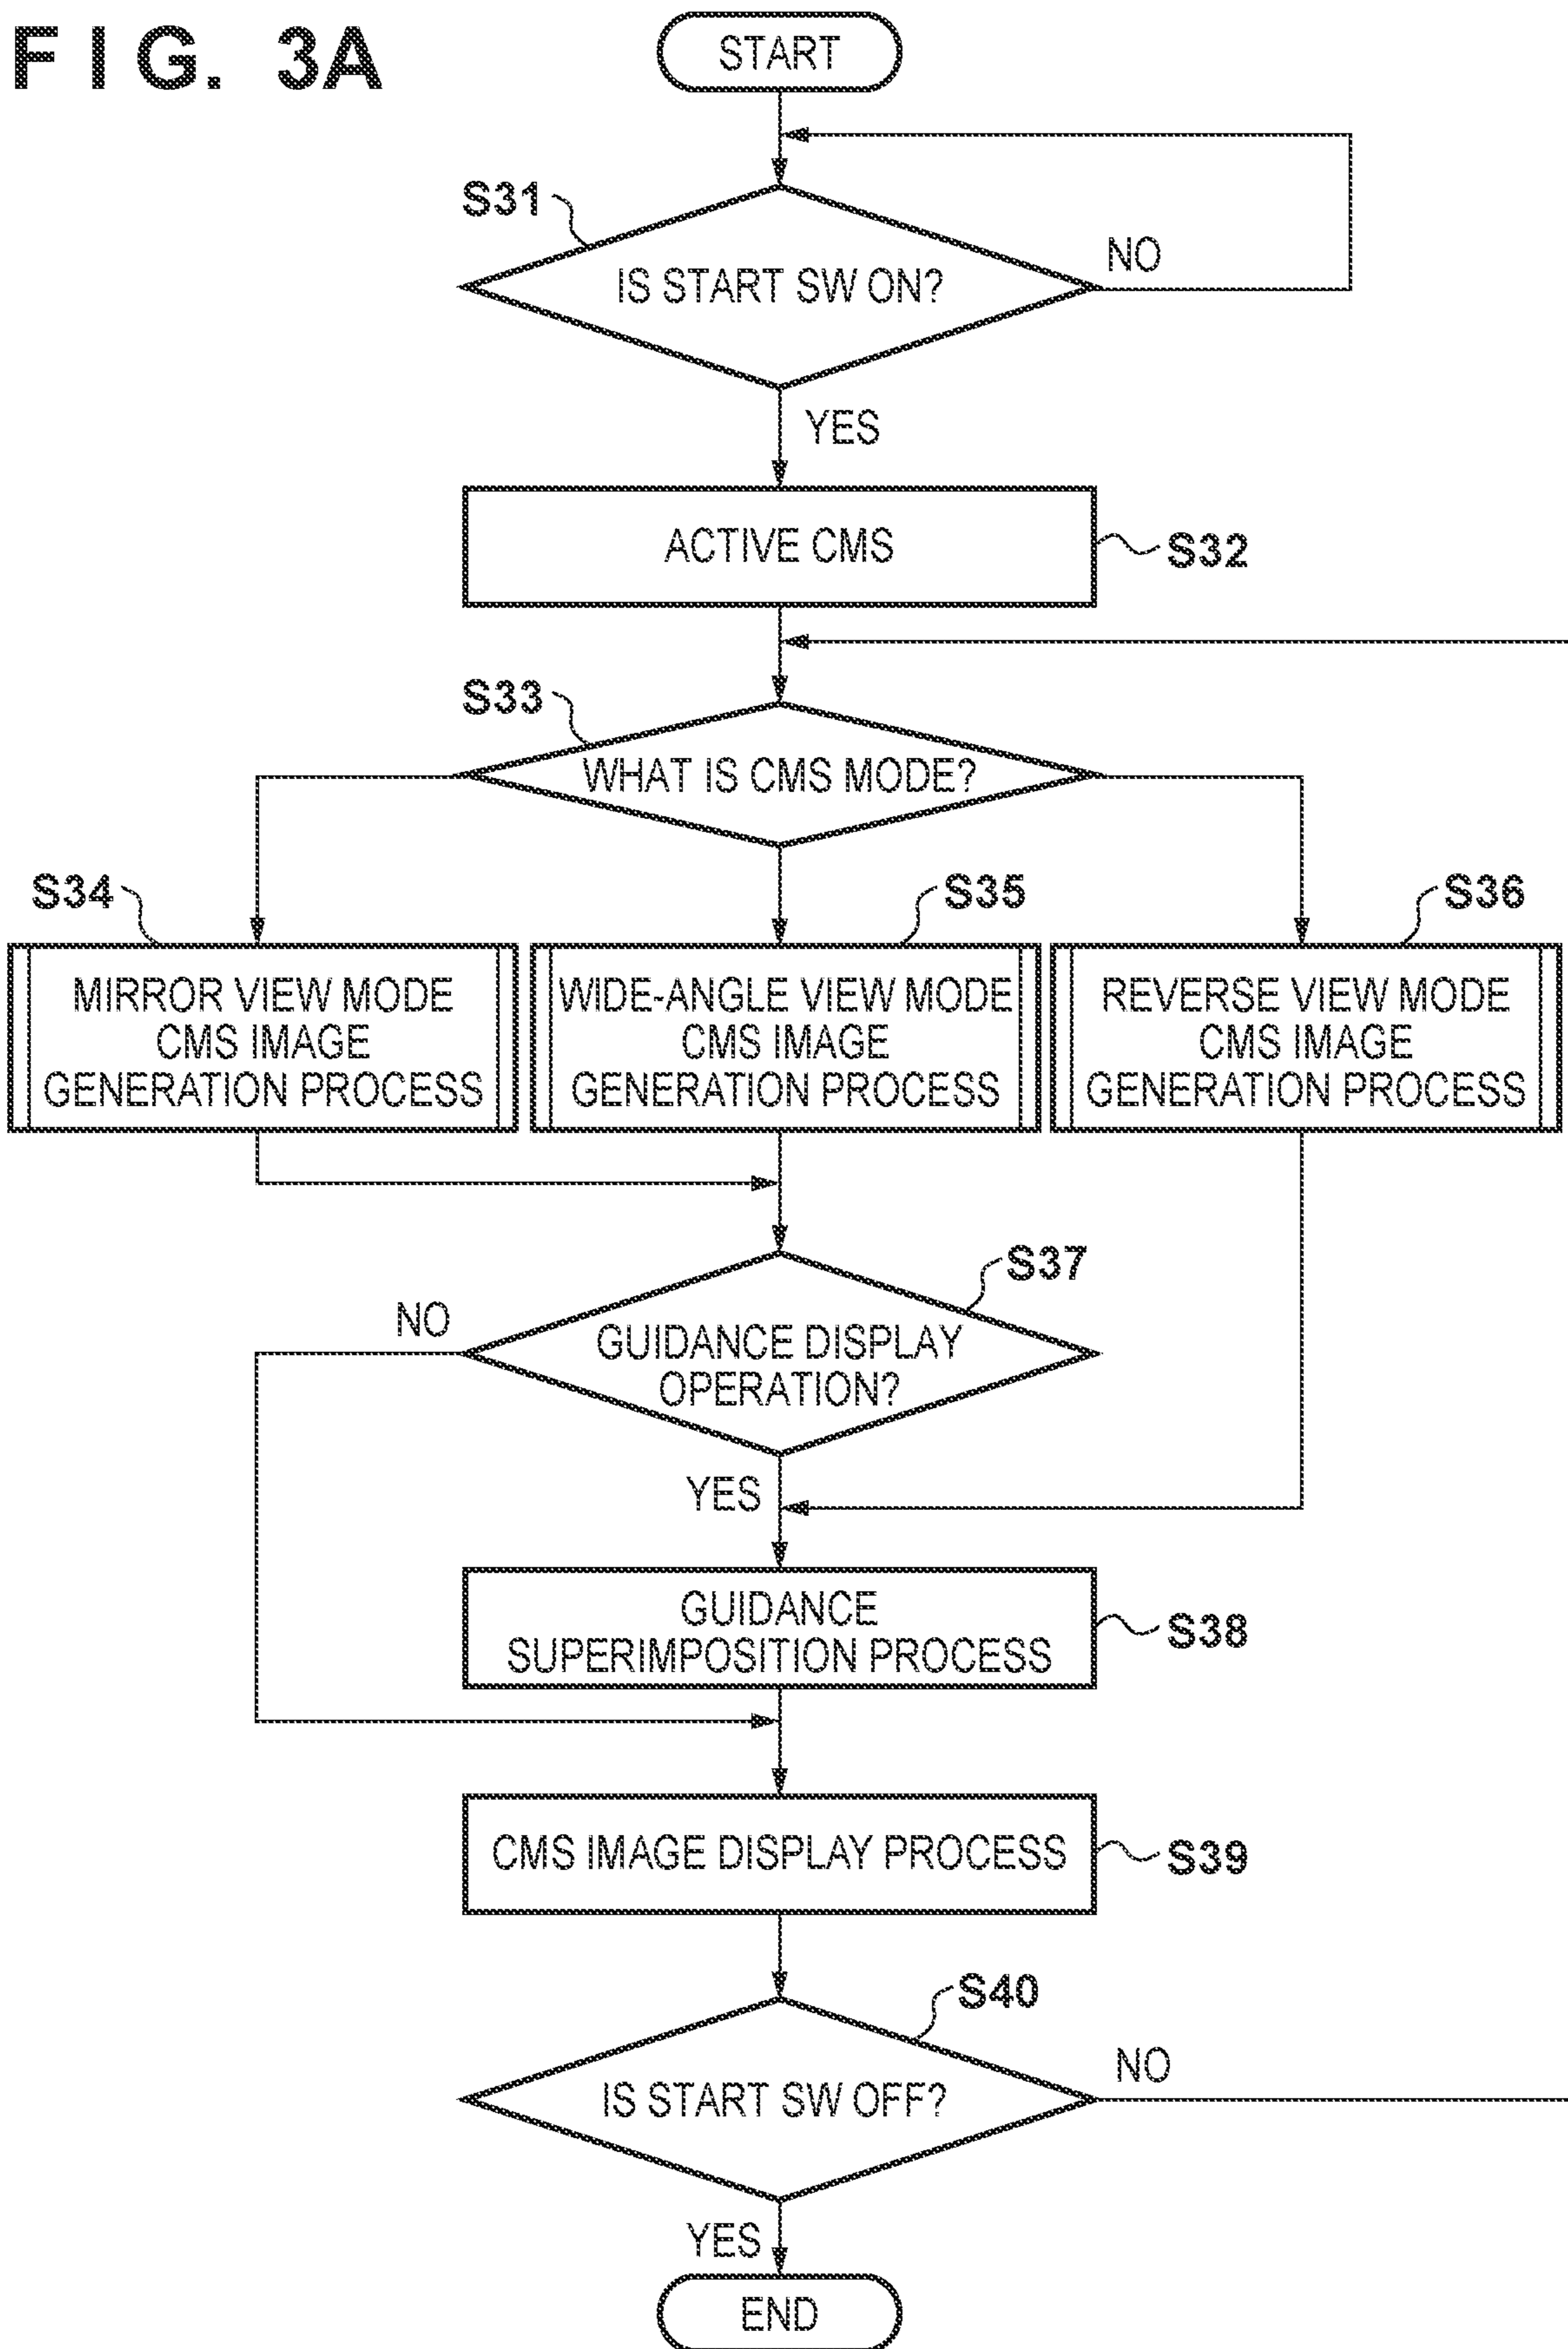 FIG. 3A
START
S31
IS START SW ON?
NO
YES
ACTIVE CMS
S32
S33
WHAT IS CMS MODE?
S34
S35
S36
MIRROR VIEW MODE
CMS IMAGE
GENERATION PROCESS
WIDE-ANGLE VIEW MODE
CMS IMAGE
GENERATION PROCESS
REVERSE VIEW MODE
CMS IMAGE
GENERATION PROCESS
S37
NO
GUIDANCE DISPLAY
OPERATION?
YES
GUIDANCE
SUPERIMPOSITION PROCESS
S38
CMS IMAGE DISPLAY PROCESS
S39
S40
IS START SW OFF?
NO
YES
END